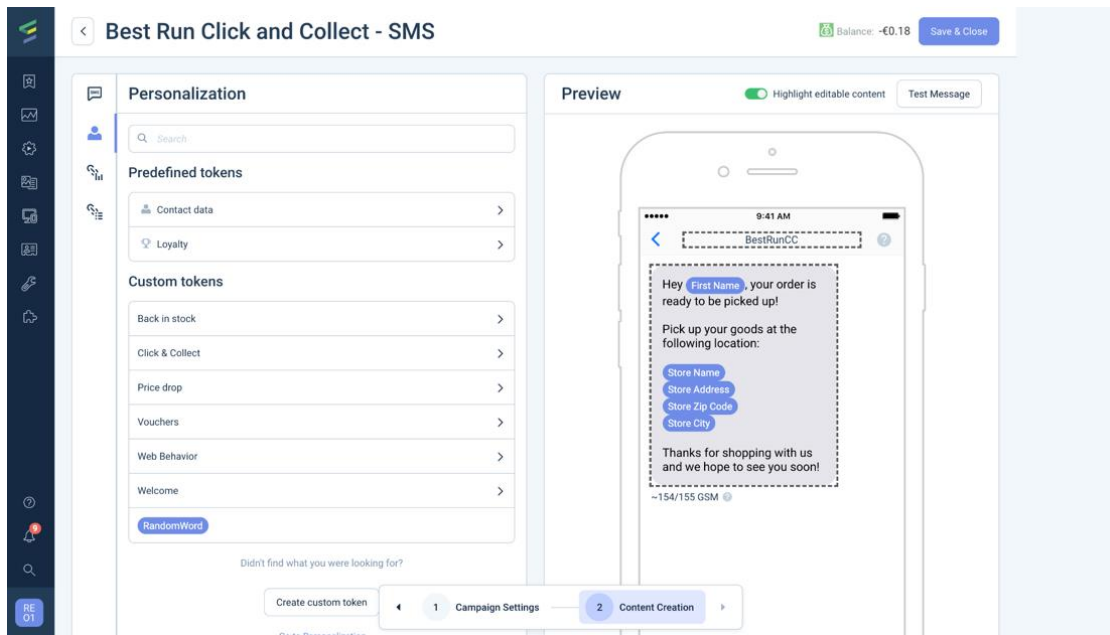 Best Run Click and Collect - SMS
Balance: -€0.18
Save & Close
Personalization
Search
Predefined tokens
Contact data
Loyalty
Custom tokens
Back in stock
Click & Collect
Price drop
Vouchers
Web Behavior
Welcome
RandomWord
Didn't find what you were looking for?
Create custom token
Go to Personalization
Preview
Highlight editable content
Test Message
9:41 AM
BestRunCC
?
Hey First Name, your order is
ready to be picked up!
Pick up your goods at the
following location:
Store Name
Store Address
Store Zip Code
Store City
Thanks for shopping with us
and we hope to see you soon!
~154/155 GSM ?
1 Campaign Settings
2 Content Creation
?
9
RE
01